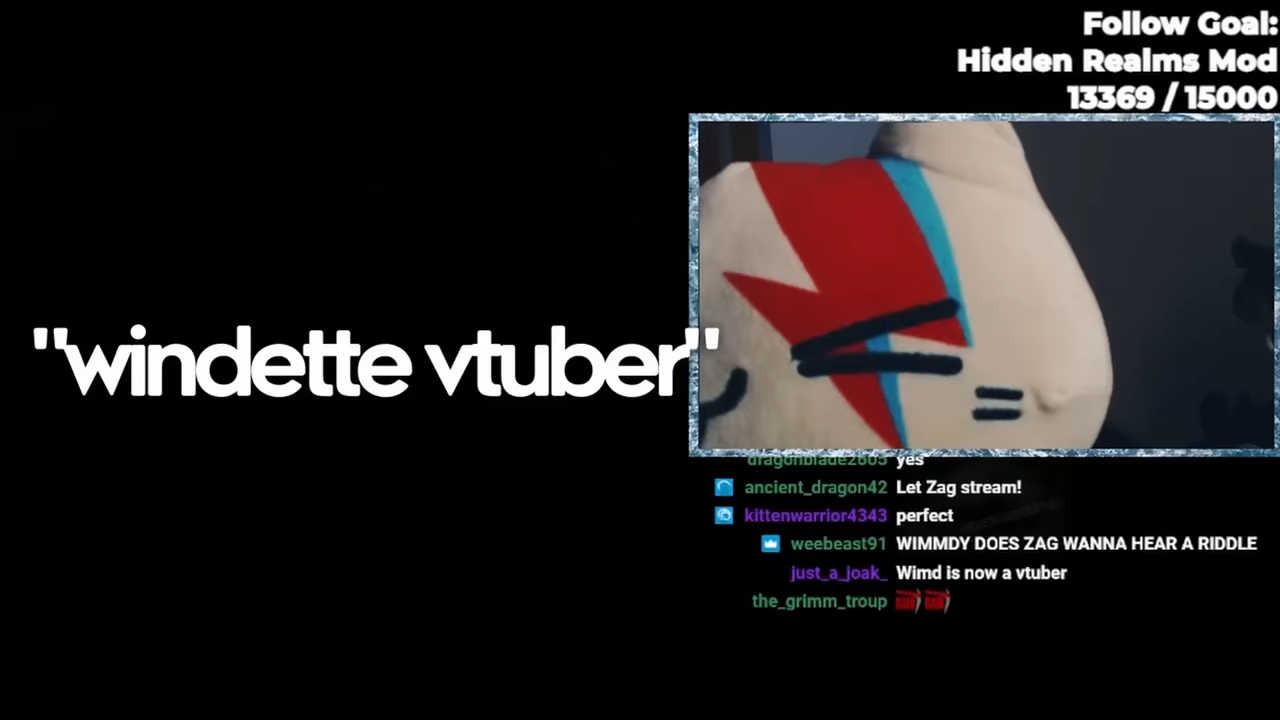 Follow Goal:
Hidden Realms Mod
13369 / 15000
"windette vtuber"
dragonblade2605 yes
ancient_dragon42 Let Zag stream!
kittenwarrior4343 perfect
weebeast91 WIMMDY DOES ZAG WANNA HEAR A RIDDLE
just_a_joak_ Wimd is now a vtuber
the_grimm_troup